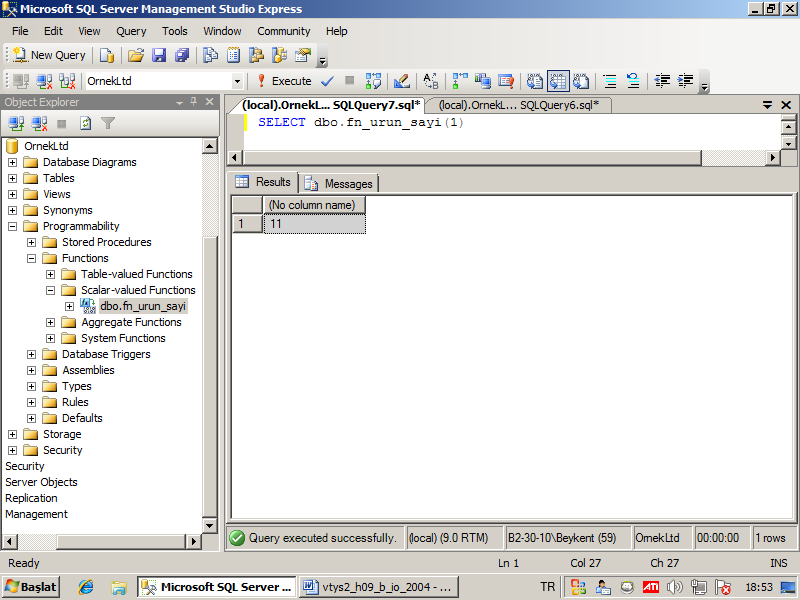 Microsoft SQL Server Management Studio Express
File Edit View Query Tools Window Community Help
New Query
OrnekLtd Execute
Object Explorer
(local).OrnekL... SQLQuery7.sql* (local).OrnekL... SQLQuery6.sql*
SELECT dbo.fn_urun_sayi(1)
OrnekLtd
Database Diagrams
Tables
Views
Synonyms
Programmability
Stored Procedures
Functions
Table-valued Functions
Scalar-valued Functions
dbo.fn_urun_sayi
Aggregate Functions
System Functions
Database Triggers
Assemblies
Types
Rules
Defaults
Storage
Security
Security
Server Objects
Replication
Management
Results Messages
(No column name)
1 11
Query executed successfully. (local) (9.0 RTM) B2-30-10\Beykent (59) OrnekLtd 00:00:00 1 rows
Ready Ln 1 Col 27 Ch 27 INS
Başlat Microsoft SQL Server ... vtys2_h09_b_jo_2004 - ... TR ATI 18:53